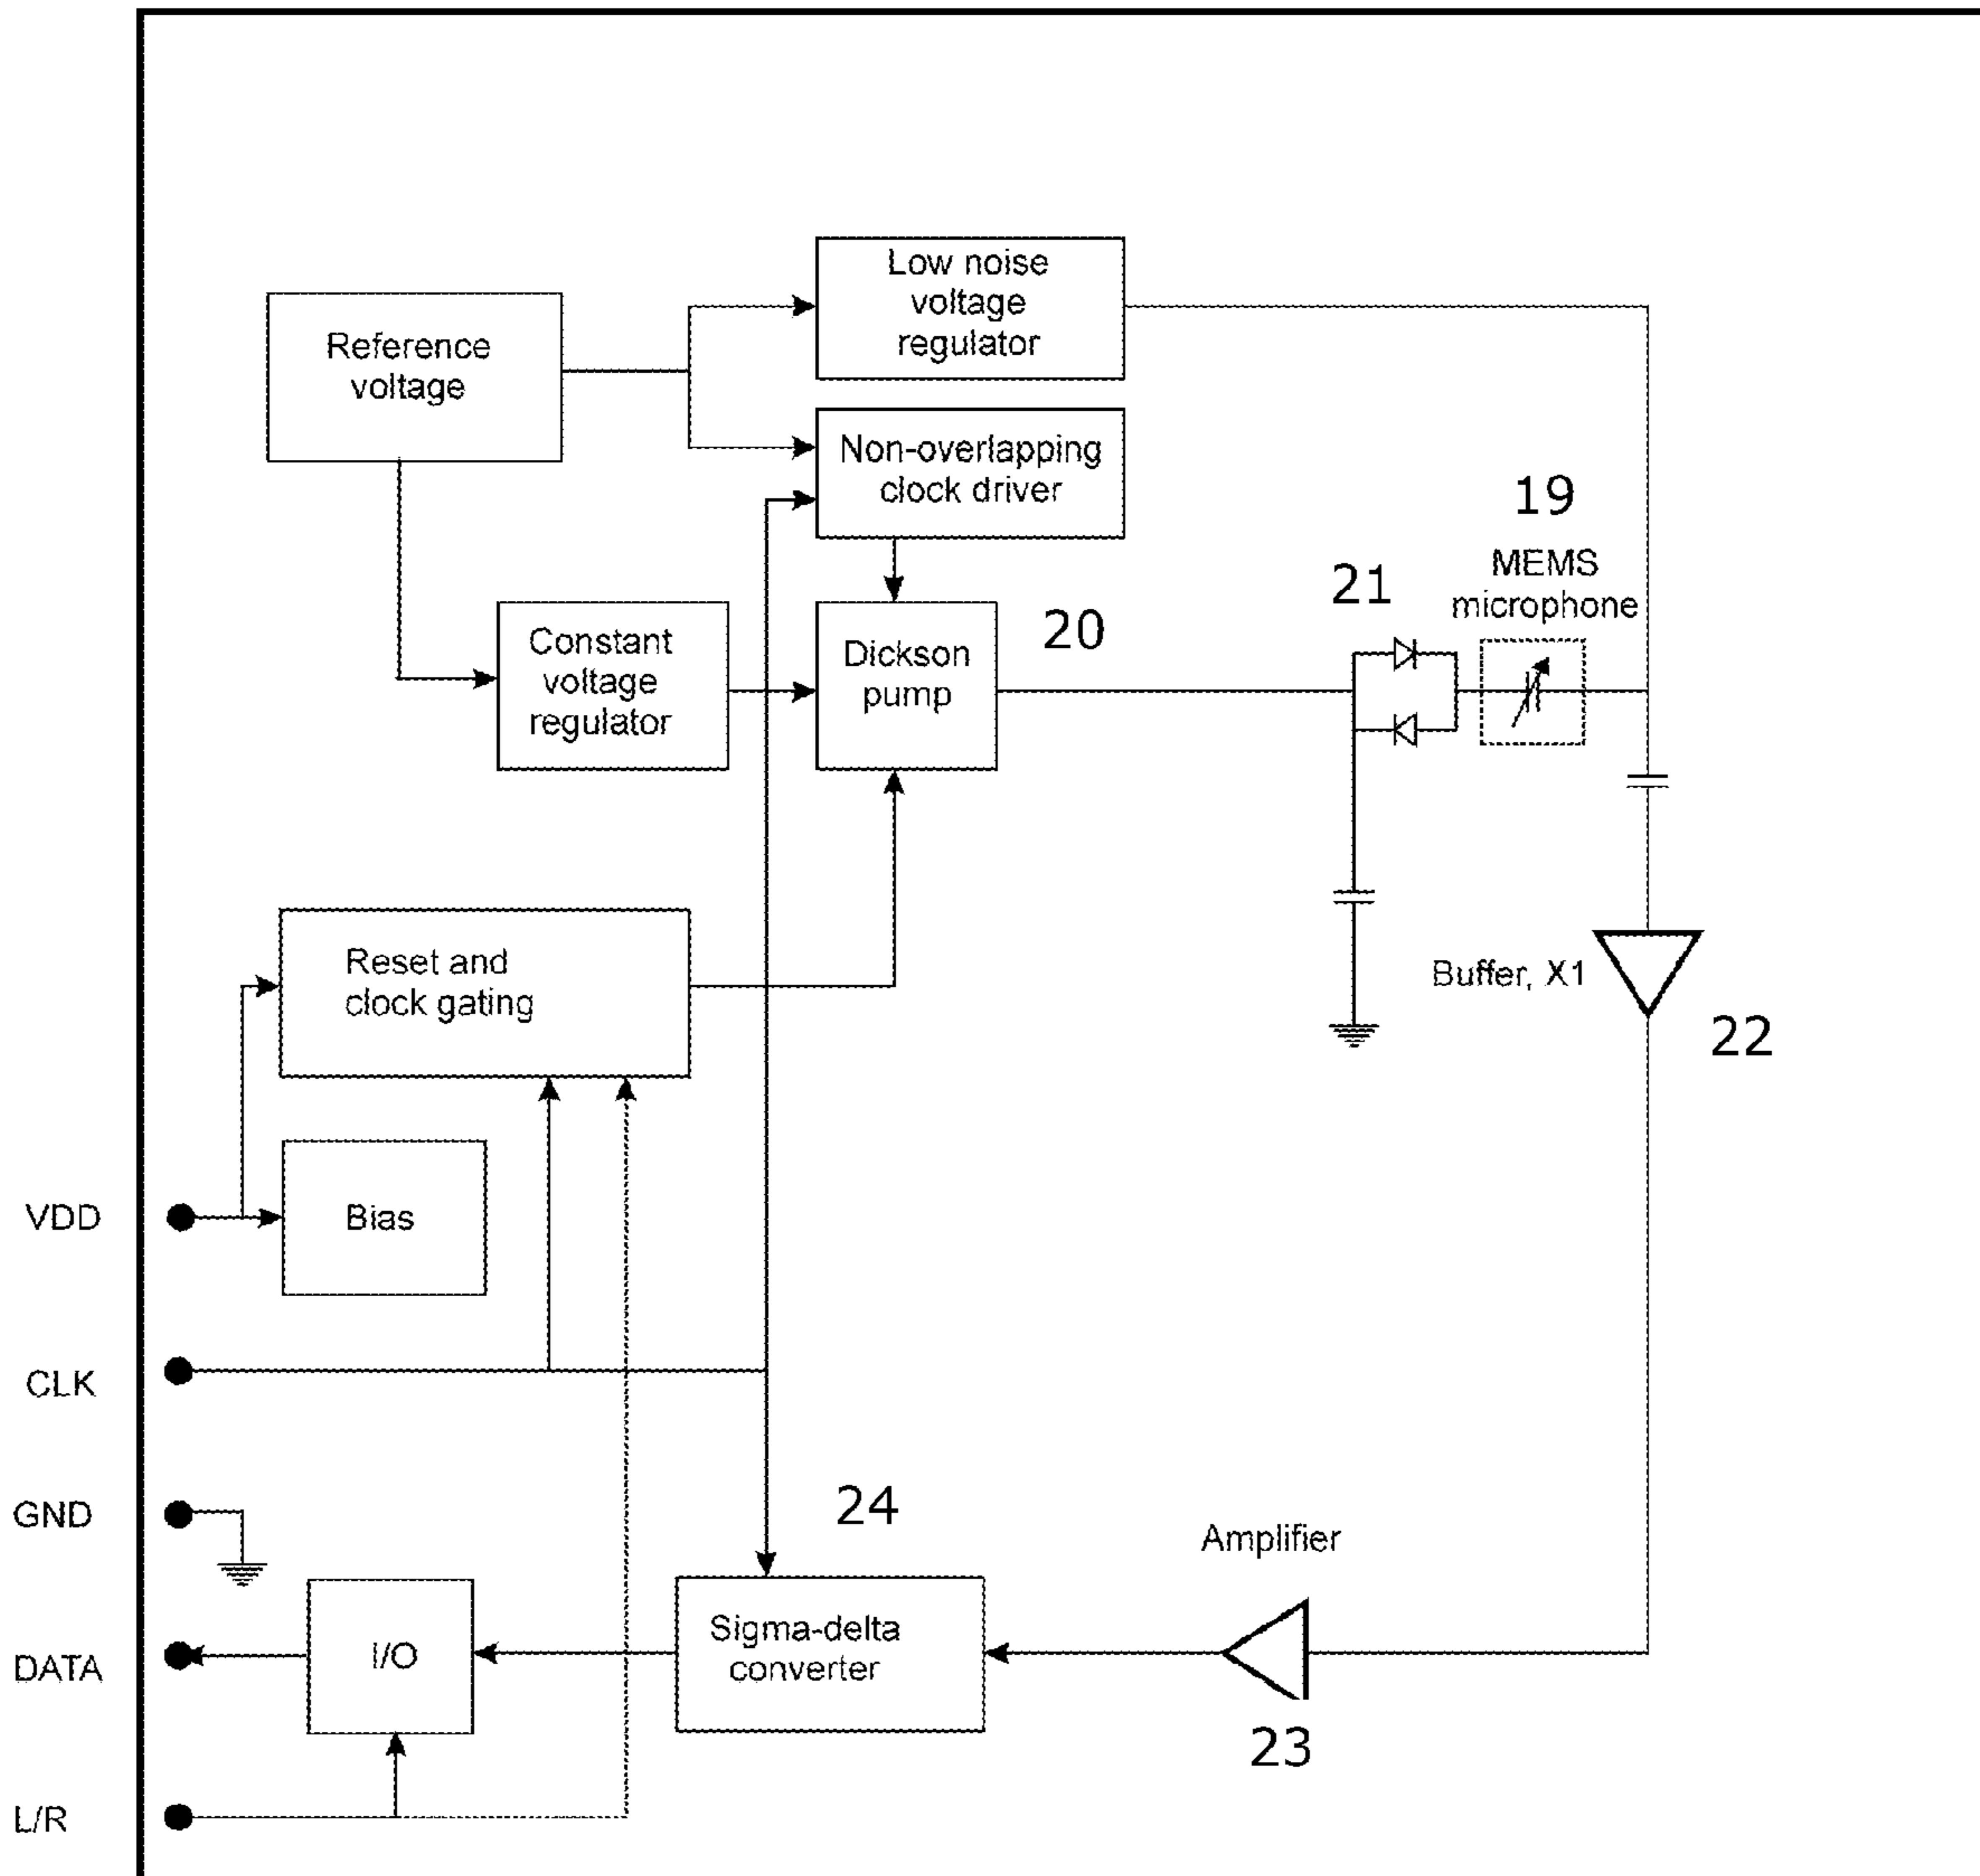 Low noise
voltage
regulator
Reference
voltage
Non-overlapping
clock driver
19
MEMS
microphone
21
20
Constant
voltage
regulator
Dickson
pump
Reset and
clock gating
Buffer, X1
22
VDD
Bias
CLK
24
GND
Amplifier
Sigma-delta
converter
I/O
DATA
23
L/R